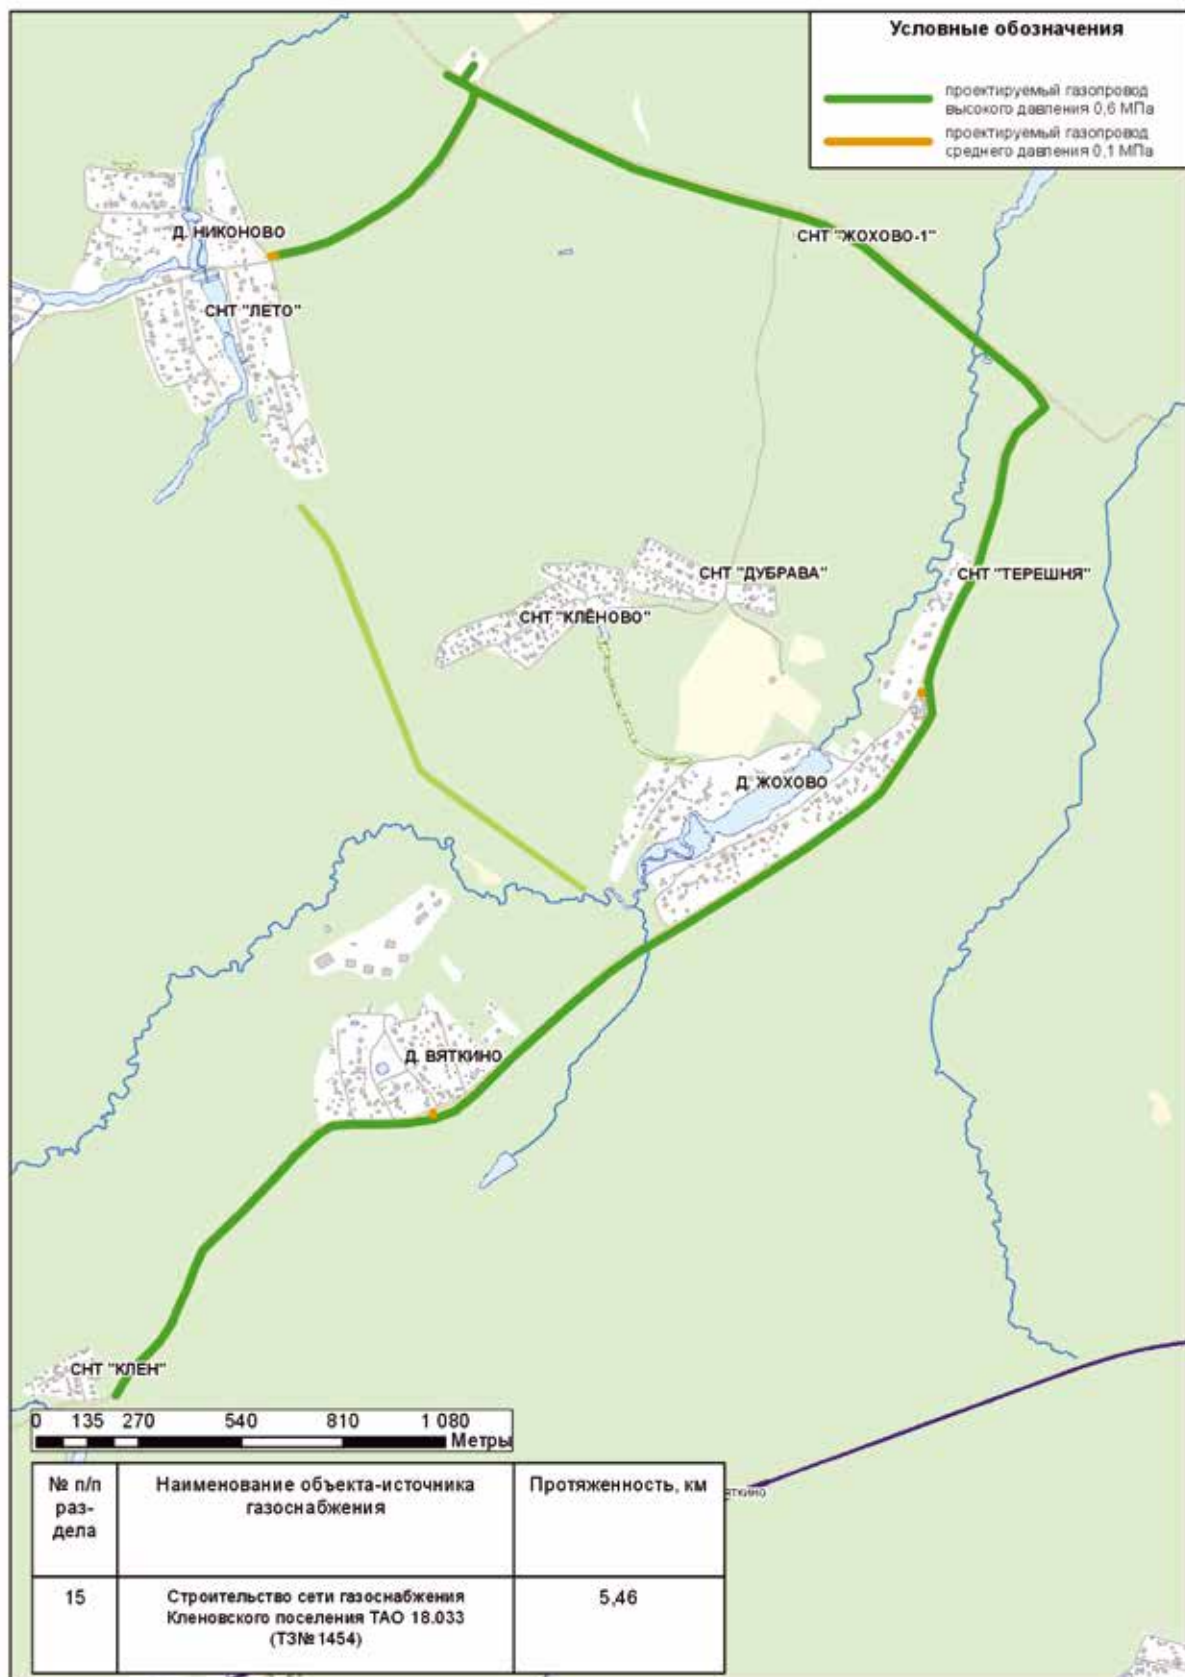 Условные обозначения
проектируемый газопровод
высокого давления 0,6 МПа
проектируемый газопровод
среднего давления 0,1 МПа
Д. НИКОНОВО
СНТ "ЖОХОВО-1"
СНТ "ЛЕТО"
СНТ "ДУБРАВА"
СНТ "ТЕРЕШНЯ"
СНТ "КЛЁНОВО"
Д. ЖОХОВО
Д. ВЯТКИНО
СНТ "КЛЕН"
0 135 270 540 810 1 080
Метры
№ п/п
раз-
дела
Наименование объекта-источника
газоснабжения
Протяженность, км
15
Строительство сети газоснабжения
Кленовского поселения ТАО 18.033
(ТЗ№1454)
5,46